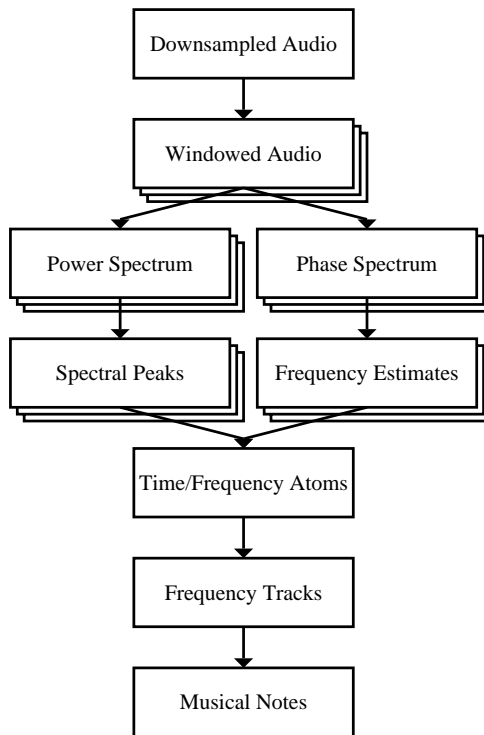 Downsampled Audio
Windowed Audio
Power Spectrum
Phase Spectrum
Spectral Peaks
Frequency Estimates
Time/Frequency Atoms
Frequency Tracks
Musical Notes